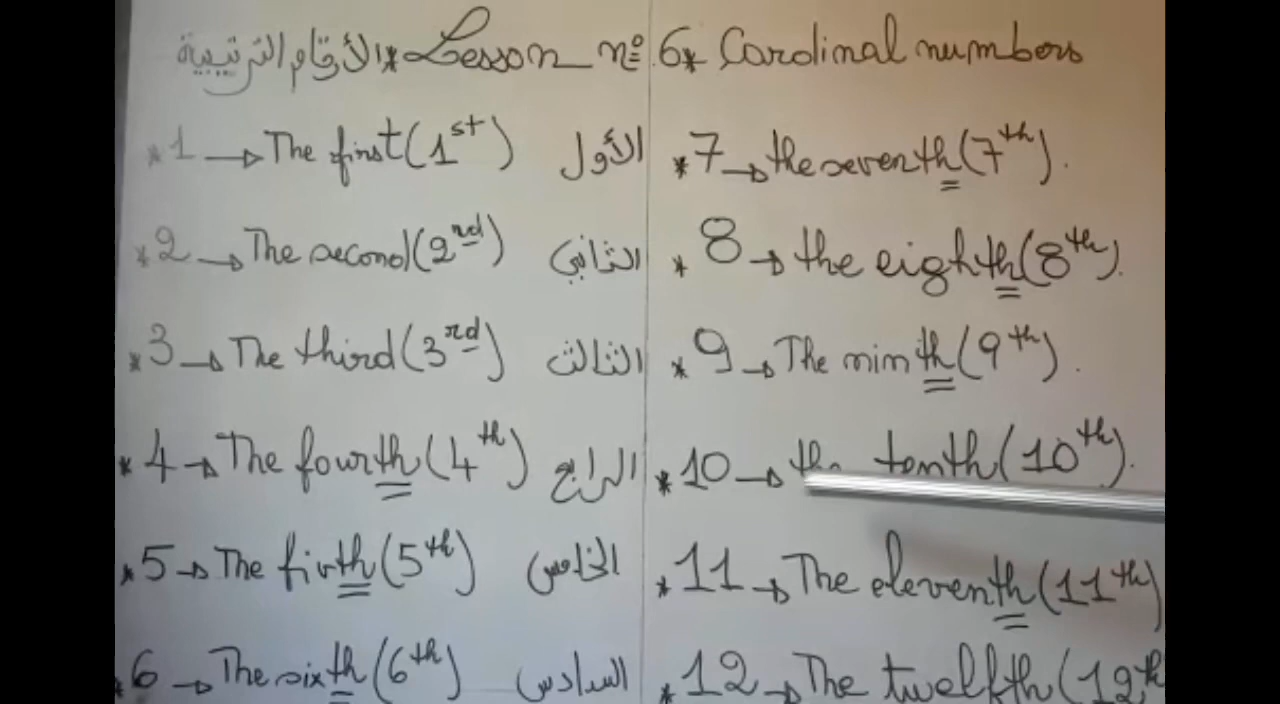 الأرقام الترتيبية * Lesson nº 6 * Cardinal numbers
*1 → The first (1st) الأول
*2 → The second (2nd) الثاني
*3 → The third (3rd) الثالث
*4 → The fourth (4th) الرابع
*5 → The fivth (5th) الخامس
*6 → The sixth (6th) السادس
*7 → the seventh (7th).
*8 → the eighth (8th).
*9 → The ninth (9th).
*10 → the tenth (10th).
*11 → The eleventh (11th)
*12 → The twelfth (12th